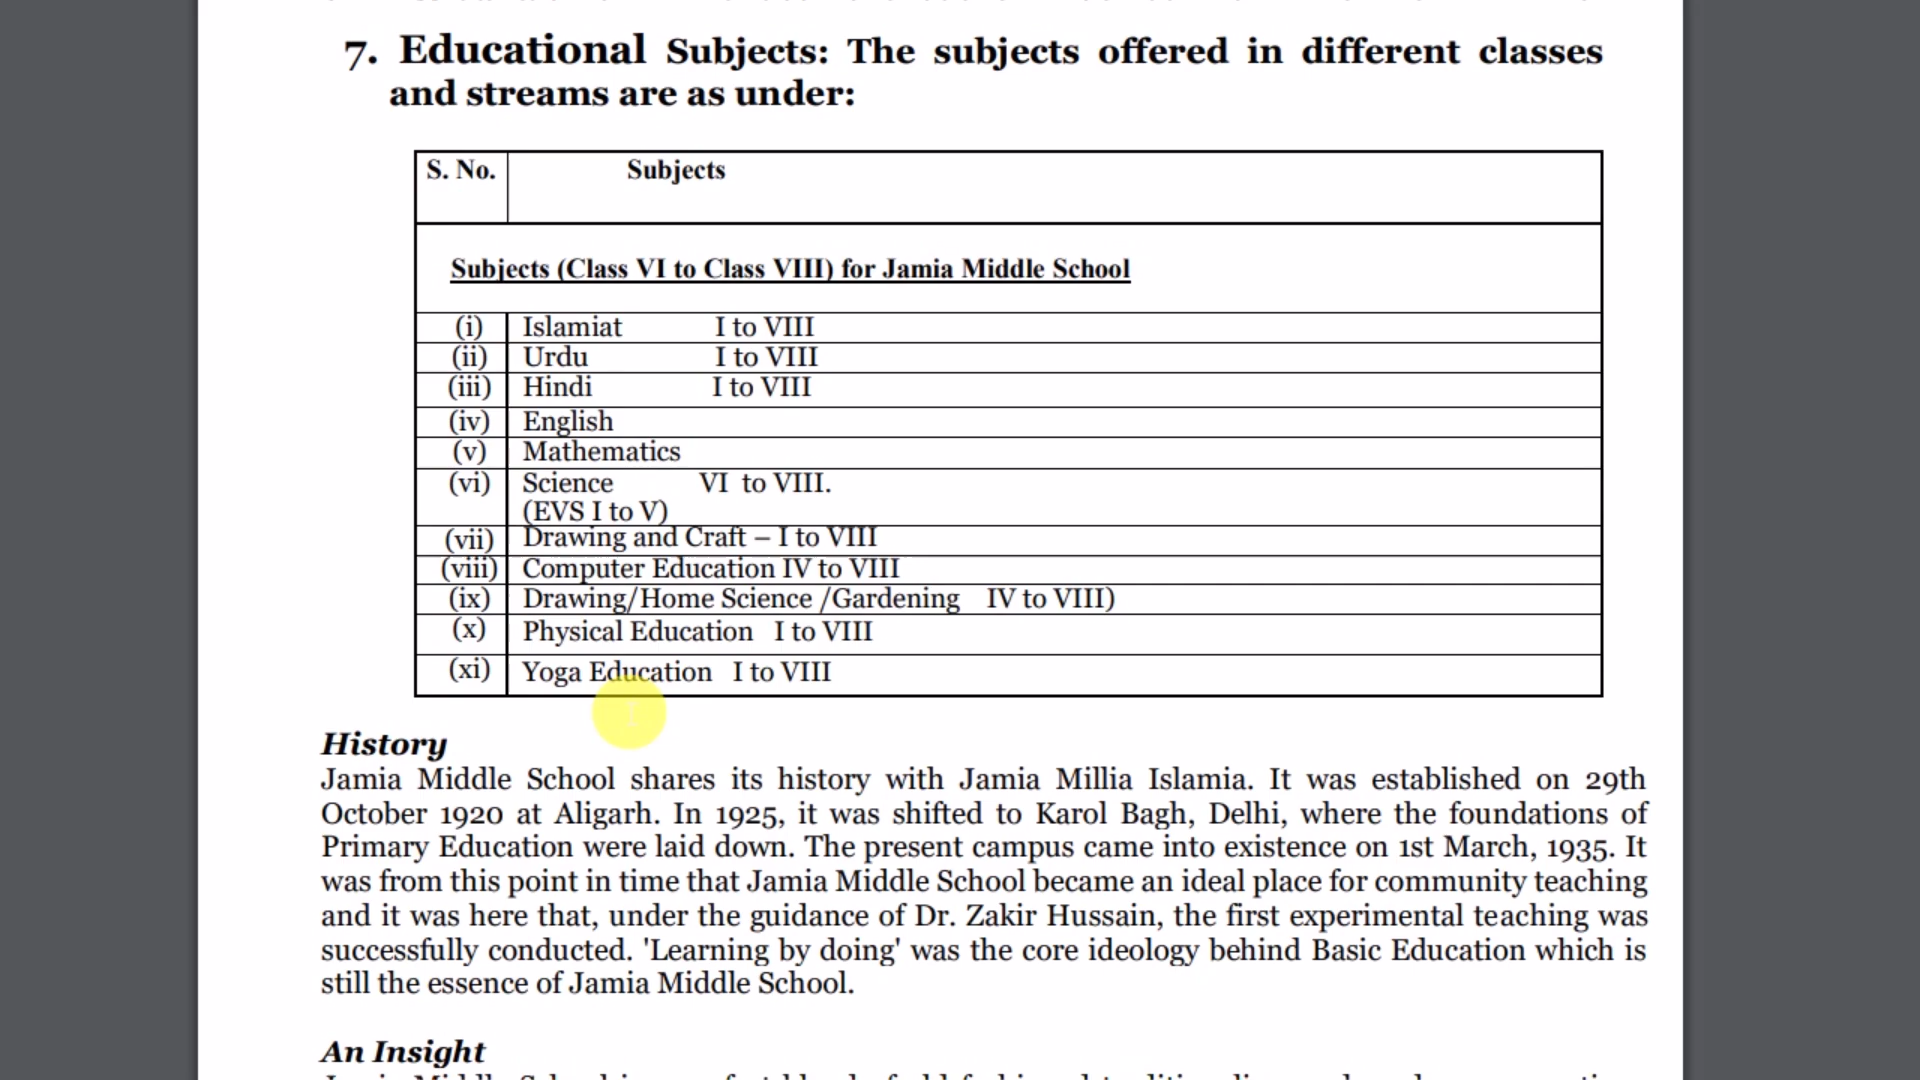 7. Educational Subjects: The subjects offered in different classes
and streams are as under:
S. No. Subjects
Subjects (Class VI to Class VIII) for Jamia Middle School
(i) Islamiat I to VIII
(ii) Urdu I to VIII
(iii) Hindi I to VIII
(iv) English
(v) Mathematics
(vi) Science VI to VIII.
(EVS I to V)
(vii) Drawing and Craft – I to VIII
(viii) Computer Education IV to VIII
(ix) Drawing/Home Science /Gardening IV to VIII)
(x) Physical Education I to VIII
(xi) Yoga Education I to VIII
History
Jamia Middle School shares its history with Jamia Millia Islamia. It was established on 29th
October 1920 at Aligarh. In 1925, it was shifted to Karol Bagh, Delhi, where the foundations of
Primary Education were laid down. The present campus came into existence on 1st March, 1935. It
was from this point in time that Jamia Middle School became an ideal place for community teaching
and it was here that, under the guidance of Dr. Zakir Hussain, the first experimental teaching was
successfully conducted. 'Learning by doing' was the core ideology behind Basic Education which is
still the essence of Jamia Middle School.
An Insight